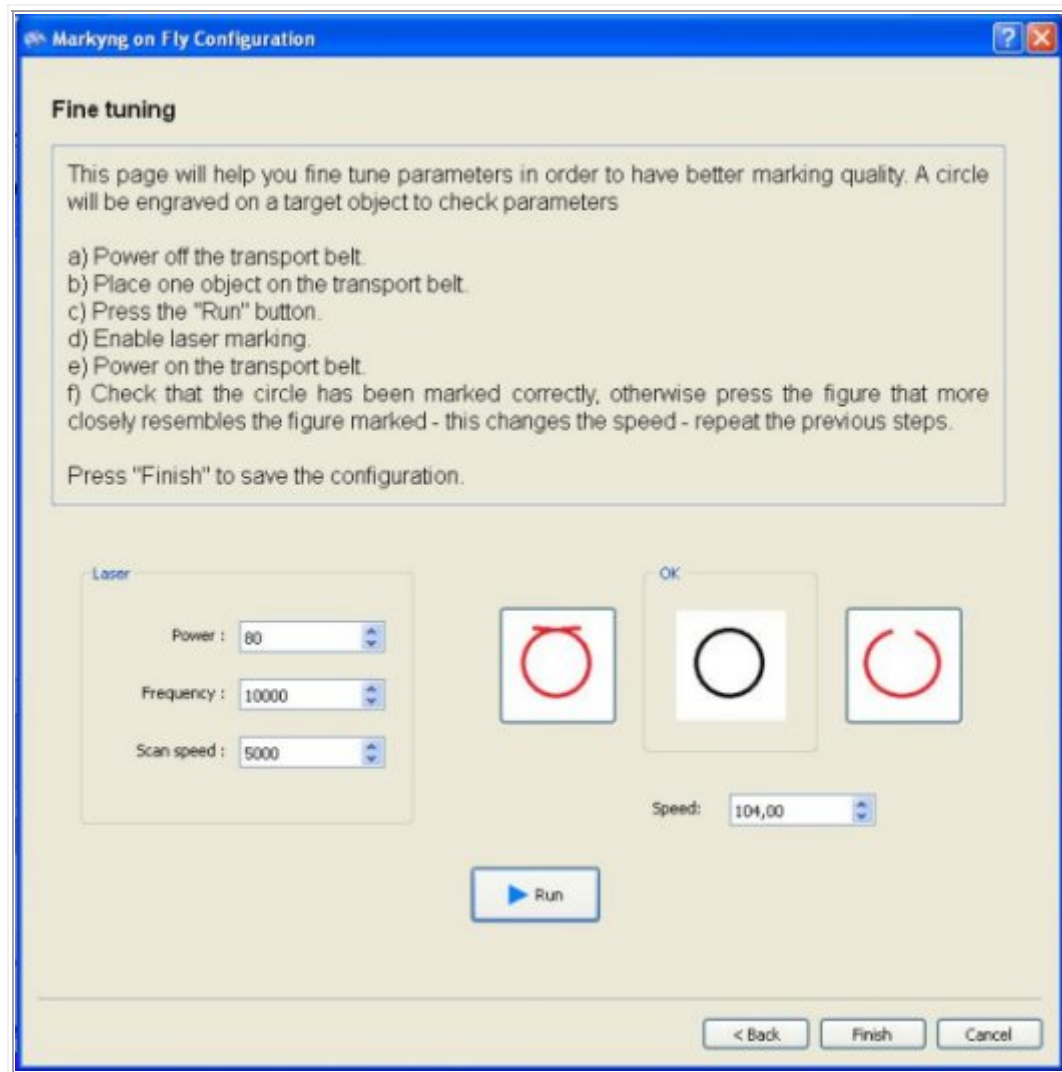 Markyng on Fly Configuration
Fine tuning
This page will help you fine tune parameters in order to have better marking quality. A circle
will be engraved on a target object to check parameters
a) Power off the transport belt.
b) Place one object on the transport belt.
c) Press the "Run" button.
d) Enable laser marking.
e) Power on the transport belt.
f) Check that the circle has been marked correctly, otherwise press the figure that more
closely resembles the figure marked - this changes the speed - repeat the previous steps.
Press "Finish" to save the configuration.
Laser
Power : 80
Frequency : 10000
Scan speed : 5000
OK
Speed: 104,00
Run
< Back Finish Cancel